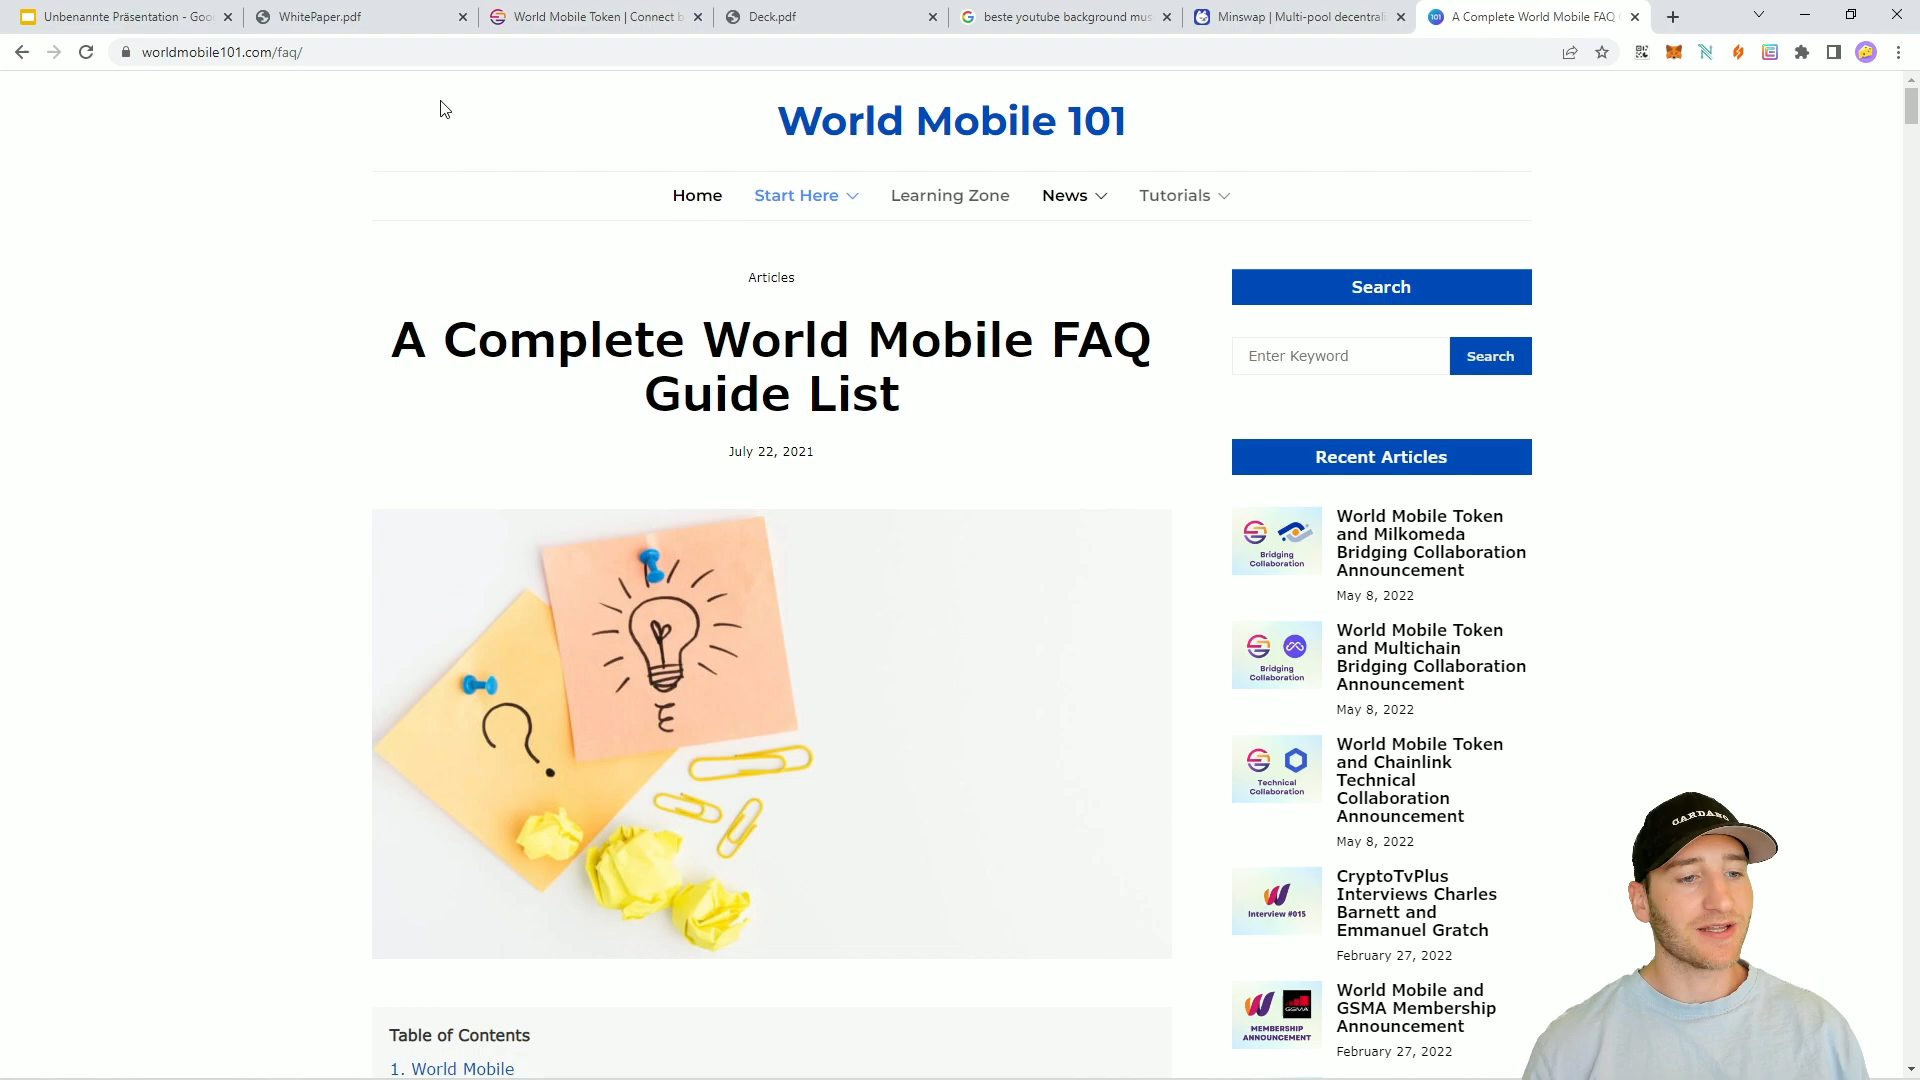 Unbenannte Präsentation - Goo
WhitePaper.pdf
World Mobile Token | Connect b
Deck.pdf
beste youtube background mus
Minswap | Multi-pool decentrali
A Complete World Mobile FAQ
worldmobile101.com/faq/
World Mobile 101
Home
Start Here
Learning Zone
News
Tutorials
Articles
A Complete World Mobile FAQ
Guide List
July 22, 2021
?
Table of Contents
1. World Mobile
Search
Enter Keyword
Search
Recent Articles
Bridging
Collaboration
World Mobile Token
and Milkomeda
Bridging Collaboration
Announcement
May 8, 2022
Bridging
Collaboration
World Mobile Token
and Multichain
Bridging Collaboration
Announcement
May 8, 2022
Technical
Collaboration
World Mobile Token
and Chainlink
Technical
Collaboration
Announcement
May 8, 2022
Interview #015
CryptoTvPlus
Interviews Charles
Barnett and
Emmanuel Gratch
February 27, 2022
GSMA
MEMBERSHIP
ANNOUNCEMENT
World Mobile and
GSMA Membership
Announcement
February 27, 2022
CARDANO